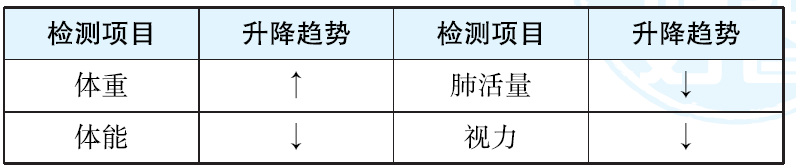 检测项目 升降趋势 检测项目 升降趋势
体重 ↑ 肺活量 ↓
体能 ↓ 视力 ↓